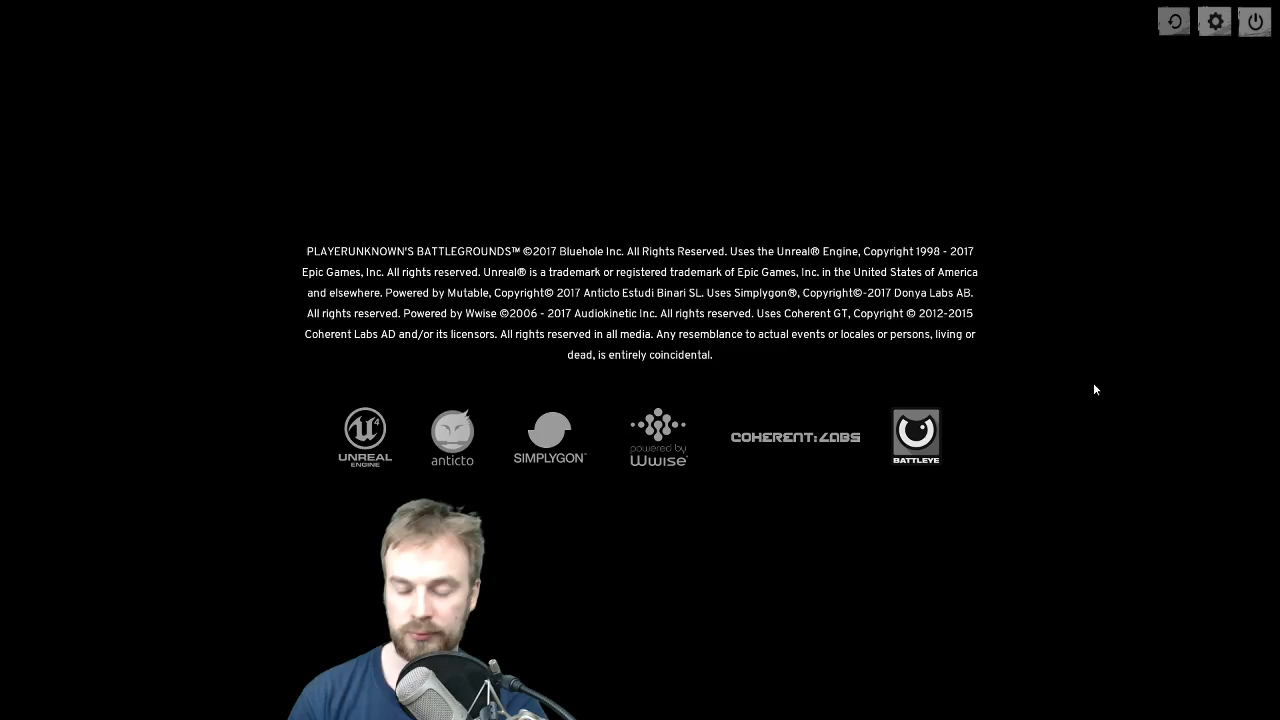 PLAYERUNKNOWN'S BATTLEGROUNDS™ ©2017 Bluehole Inc. All Rights Reserved. Uses the Unreal® Engine, Copyright 1998 - 2017
Epic Games, Inc. All rights reserved. Unreal® is a trademark or registered trademark of Epic Games, Inc. in the United States of America
and elsewhere. Powered by Mutable, Copyright© 2017 Anticto Estudi Binari SL. Uses Simplygon®, Copyright©-2017 Donya Labs AB.
All rights reserved. Powered by Wwise ©2006 - 2017 Audiokinetic Inc. All rights reserved. Uses Coherent GT, Copyright © 2012-2015
Coherent Labs AD and/or its licensors. All rights reserved in all media. Any resemblance to actual events or locales or persons, living or
dead, is entirely coincidental.
4
UNREAL
ENGINE
anticto
SIMPLYGON™
powered by
Wwise
COHERENT:LABS
BATTLEYE